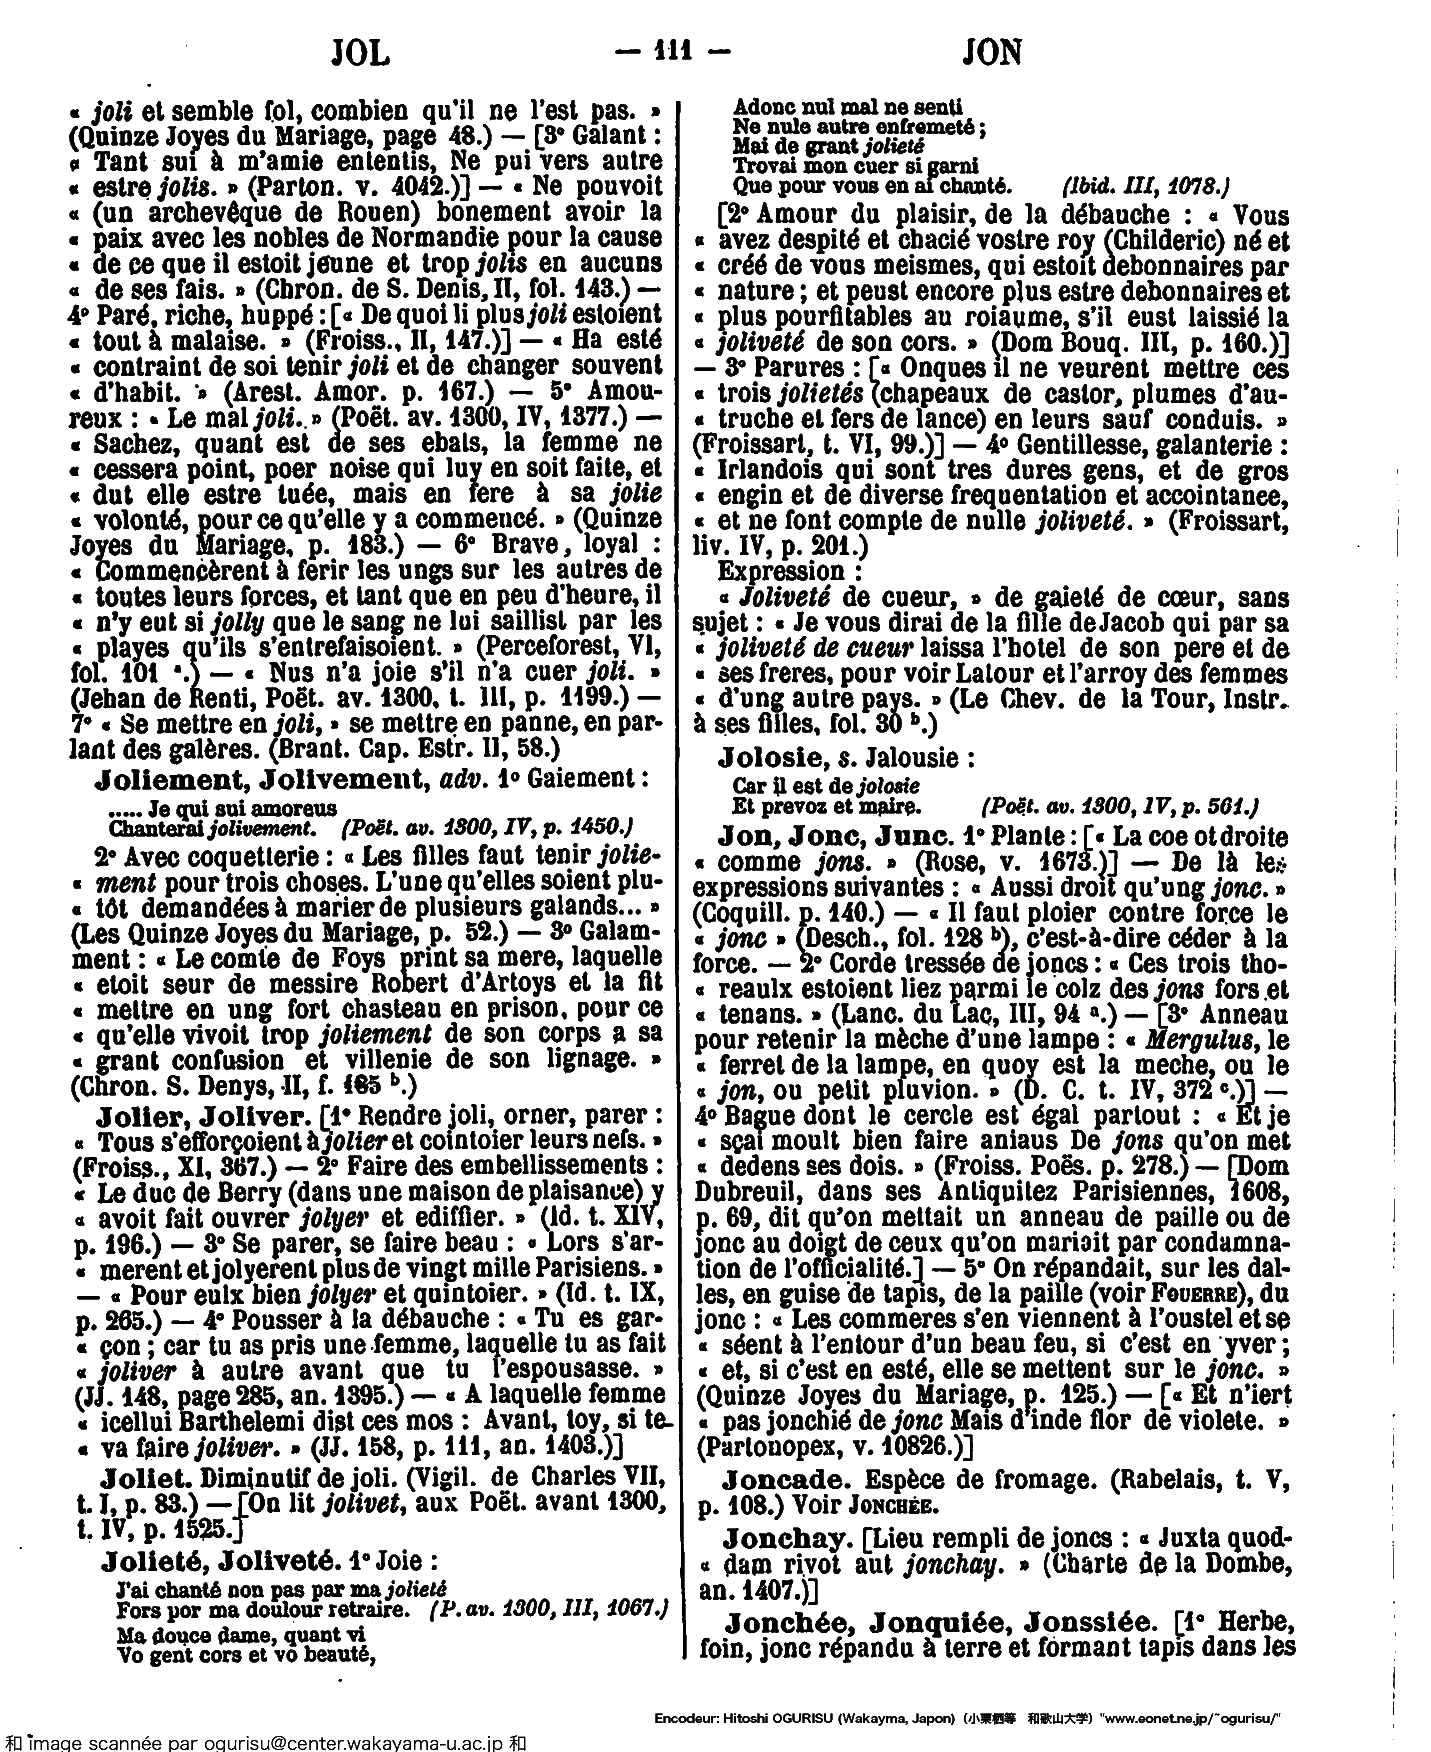 JOL — 111 — JON
« joli et semble fol, combien qu'il ne l'est pas. »
(Quinze Joyes du Mariage, page 48.) — [3° Galant :
« Tant sui à m'amie ententis, Ne pui vers autre
« estre jolis. » (Parton. v. 4042.)] — « Ne pouvoit
« (un archevêque de Rouen) bonement avoir la
« paix avec les nobles de Normandie pour la cause
« de ce que il estoit jeune et trop jolis en aucuns
« de ses fais. » (Chron. de S. Denis, II, fol. 143.) —
4° Paré, riche, huppé : [« De quoi li plus joli estoient
« tout à malaise. » (Froiss., II, 147.)] — « Ha esté
« contraint de soi tenir joli et de changer souvent
« d'habit. » (Arest. Amor. p. 167.) — 5° Amou-
reux : « Le mal joli. » (Poët. av. 1300, IV, 1377.) —
« Sachez, quant est de ses ebats, la femme ne
« cessera point, poer noise qui luy en soit faite, et
« dut elle estre tuée, mais en fere à sa jolie
« volonté, pour ce qu'elle y a commencé. » (Quinze
Joyes du Mariage, p. 183.) — 6° Brave, loyal :
« Commencèrent à ferir les ungs sur les autres de
« toutes leurs forces, et tant que en peu d'heure, il
« n'y eut si jolly que le sang ne lui saillist par les
« playes qu'ils s'entrefaisoient. » (Perceforest, VI,
fol. 101 ª.) — « Nus n'a joie s'il n'a cuer joli. »
(Jehan de Renti, Poët. av. 1300, t. III, p. 1199.) —
7° « Se mettre en joli, » se mettre en panne, en par-
lant des galères. (Brant. Cap. Estr. II, 58.)
Joliement, Jolivement, adv. 1° Gaiement :
..... Je qui sui amoreus
Chanterai jolivement. (Poët. av. 1300, IV, p. 1450.)
2° Avec coquetterie : « Les filles faut tenir jolie-
« ment pour trois choses. L'une qu'elles soient plu-
« tôt demandées à marier de plusieurs galands... »
(Les Quinze Joyes du Mariage, p. 52.) — 3° Galam-
ment : « Le comte de Foys print sa mere, laquelle
« etoit seur de messire Robert d'Artoys et la fit
« mettre en ung fort chasteau en prison, pour ce
« qu'elle vivoit trop joliement de son corps a sa
« grant confusion et villenie de son lignage. »
(Chron. S. Denys, II, f. 185 b.)
Jolier, Joliver. [1° Rendre joli, orner, parer :
« Tous s'efforçoient à jolier et cointoier leurs nefs. »
(Froiss., XI, 367.) — 2° Faire des embellissements :
« Le duc de Berry (dans une maison de plaisance) y
« avoit fait ouvrer jolyer et ediffier. » (Id. t. XIV,
p. 196.) — 3° Se parer, se faire beau : « Lors s'ar-
« merent et jolyerent plus de vingt mille Parisiens. »
— « Pour eulx bien jolyer et quintoier. » (Id. t. IX,
p. 265.) — 4° Pousser à la débauche : « Tu es gar-
« çon ; car tu as pris une femme, laquelle tu as fait
« joliver à autre avant que tu l'espousasse. »
(JJ. 148, page 285, an. 1395.) — « A laquelle femme
« icellui Barthelemi dist ces mos : Avant, toy, si te
« va faire joliver. » (JJ. 158, p. 111, an. 1403.)]
Joliet. Diminutif de joli. (Vigil. de Charles VII,
t. I, p. 83.) — [On lit jolivet, aux Poët. avant 1300,
t. IV, p. 1525.]
Jolieté, Joliveté. 1° Joie :
J'ai chanté non pas par ma jolieté
Fors por ma doulour retraire. (P. av. 1300, III, 1067.)
Ma douce dame, quant vi
Vo gent cors et vo beauté,
Adonc nul mal ne senti
Ne nule autre enfremeté ;
Mai de grant jolieté
Trovai mon cuer si garni
Que pour vous en ai chanté. (Ibid. III, 1078.)
[2° Amour du plaisir, de la débauche : « Vous
« avez despité et chacié vostre roy (Childeric) né et
« créé de vous meismes, qui estoit debonnaires par
« nature ; et peust encore plus estre debonnaires et
« plus pourfitables au roiaume, s'il eust laissié la
« joliveté de son cors. » (Dom Bouq. III, p. 160.)]
— 3° Parures : [« Onques il ne veurent mettre ces
« trois jolietés (chapeaux de castor, plumes d'au-
« truche et fers de lance) en leurs sauf conduis. »
(Froissart, t. VI, 99.)] — 4° Gentillesse, galanterie :
« Irlandois qui sont tres dures gens, et de gros
« engin et de diverse frequentation et accointance,
« et ne font compte de nulle joliveté. » (Froissart,
liv. IV, p. 201.)
Expression :
« Joliveté de cueur, » de gaieté de cœur, sans
sujet : « Je vous dirai de la fille de Jacob qui par sa
« joliveté de cueur laissa l'hotel de son pere et de
« ses freres, pour voir Latour et l'arroy des femmes
« d'ung autre pays. » (Le Chev. de la Tour, Instr.
à ses filles, fol. 30 b.)
Jolosie, s. Jalousie :
Car il est de jolosie
Et prevoz et maire. (Poët. av. 1300, IV, p. 561.)
Jon, Jonc, Junc. 1° Plante : [« La coe ot droite
« comme jons. » (Rose, v. 1673.)] — De là les
expressions suivantes : « Aussi droit qu'ung jonc. »
(Coquill. p. 140.) — « Il faut ploier contre force le
« jonc » (Desch., fol. 128 b), c'est-à-dire céder à la
force. — 2° Corde tressée de joncs : « Ces trois tho-
« reaulx estoient liez parmi le colz des jons fors et
« tenans. » (Lanc. du Lac, III, 94 ª.) — [3° Anneau
pour retenir la mèche d'une lampe : « Mergulus, le
« ferret de la lampe, en quoy est la meche, ou le
« jon, ou petit pluvion. » (D. C. t. IV, 372 c.)] —
4° Bague dont le cercle est égal partout : « Et je
« sçai moult bien faire aniaus De jons qu'on met
« dedens ses dois. » (Froiss. Poës. p. 278.) — [Dom
Dubreuil, dans ses Antiquitez Parisiennes, 1608,
p. 69, dit qu'on mettait un anneau de paille ou de
jonc au doigt de ceux qu'on mariait par condamna-
tion de l'officialité.] — 5° On répandait, sur les dal-
les, en guise de tapis, de la paille (voir FOUERRE), du
jonc : « Les commeres s'en viennent à l'oustel et se
« séent à l'entour d'un beau feu, si c'est en yver ;
« et, si c'est en esté, elle se mettent sur le jonc. »
(Quinze Joyes du Mariage, p. 125.) — [« Et n'iert
« pas jonchié de jonc Mais d'inde flor de violete. »
(Partonopex, v. 10826.)]
Joncade. Espèce de fromage. (Rabelais, t. V,
p. 108.) Voir JONCHÉE.
Jonchay. [Lieu rempli de joncs : « Juxta quod-
« dam rivot aut jonchay. » (Charte de la Dombe,
an. 1407.)]
Jonchée, Jonquiée, Jonssiée. [1° Herbe,
foin, jonc répandu à terre et formant tapis dans les
Encodeur: Hitoshi OGURISU (Wakayma, Japon) (小栗栖等 和歌山大学) "www.eonet.ne.jp/~ogurisu/"
和 image scannée par ogurisu@center.wakayama-u.ac.jp 和